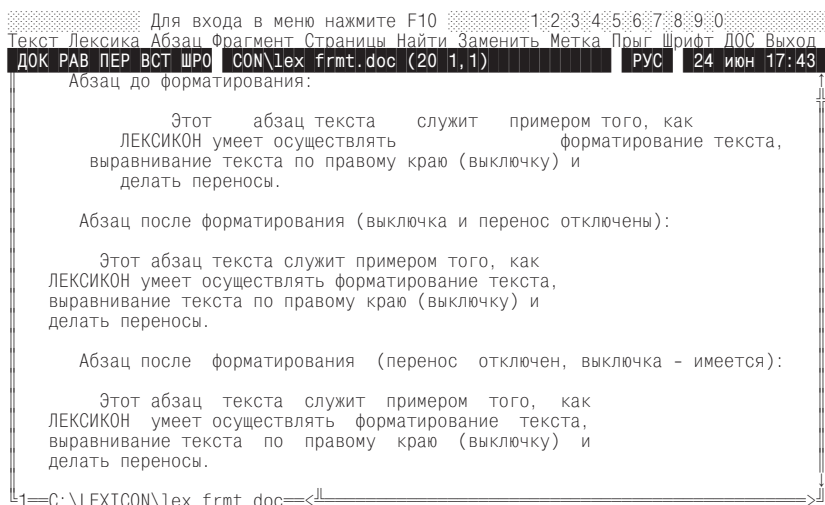 Для входа в меню нажмите F10 1 2 3 4 5 6 7 8 9 0
Текст Лексика Абзац Фрагмент Страницы Найти Заменить Метка Прыг Шрифт ДОС Выход
ДОК РАВ ПЕР ВСТ ШРО CON\lex frmt.doc (20 1,1) РУС 24 июн 17:43
Абзац до форматирования:
Этот абзац текста служит примером того, как
ЛЕКСИКОН умеет осуществлять форматирование текста,
выравнивание текста по правому краю (выключку) и
делать переносы.
Абзац после форматирования (выключка и перенос отключены):
Этот абзац текста служит примером того, как
ЛЕКСИКОН умеет осуществлять форматирование текста,
выравнивание текста по правому краю (выключку) и
делать переносы.
Абзац после форматирования (перенос отключен, выключка - имеется):
Этот абзац текста служит примером того, как
ЛЕКСИКОН умеет осуществлять форматирование текста,
выравнивание текста по правому краю (выключку) и
делать переносы.
1══C:\LEXICON\lex frmt.doc══<